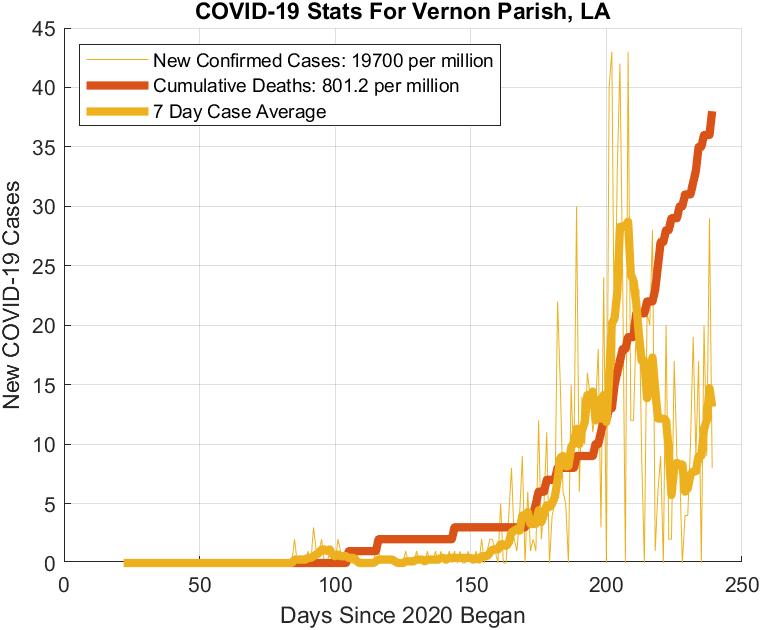 COVID-19 Stats For Vernon Parish, LA
New Confirmed Cases: 19700 per million
Cumulative Deaths: 801.2 per million
7 Day Case Average
New COVID-19 Cases
45
40
35
30
25
20
15
10
5
0
0 50 100 150 200 250
Days Since 2020 Began